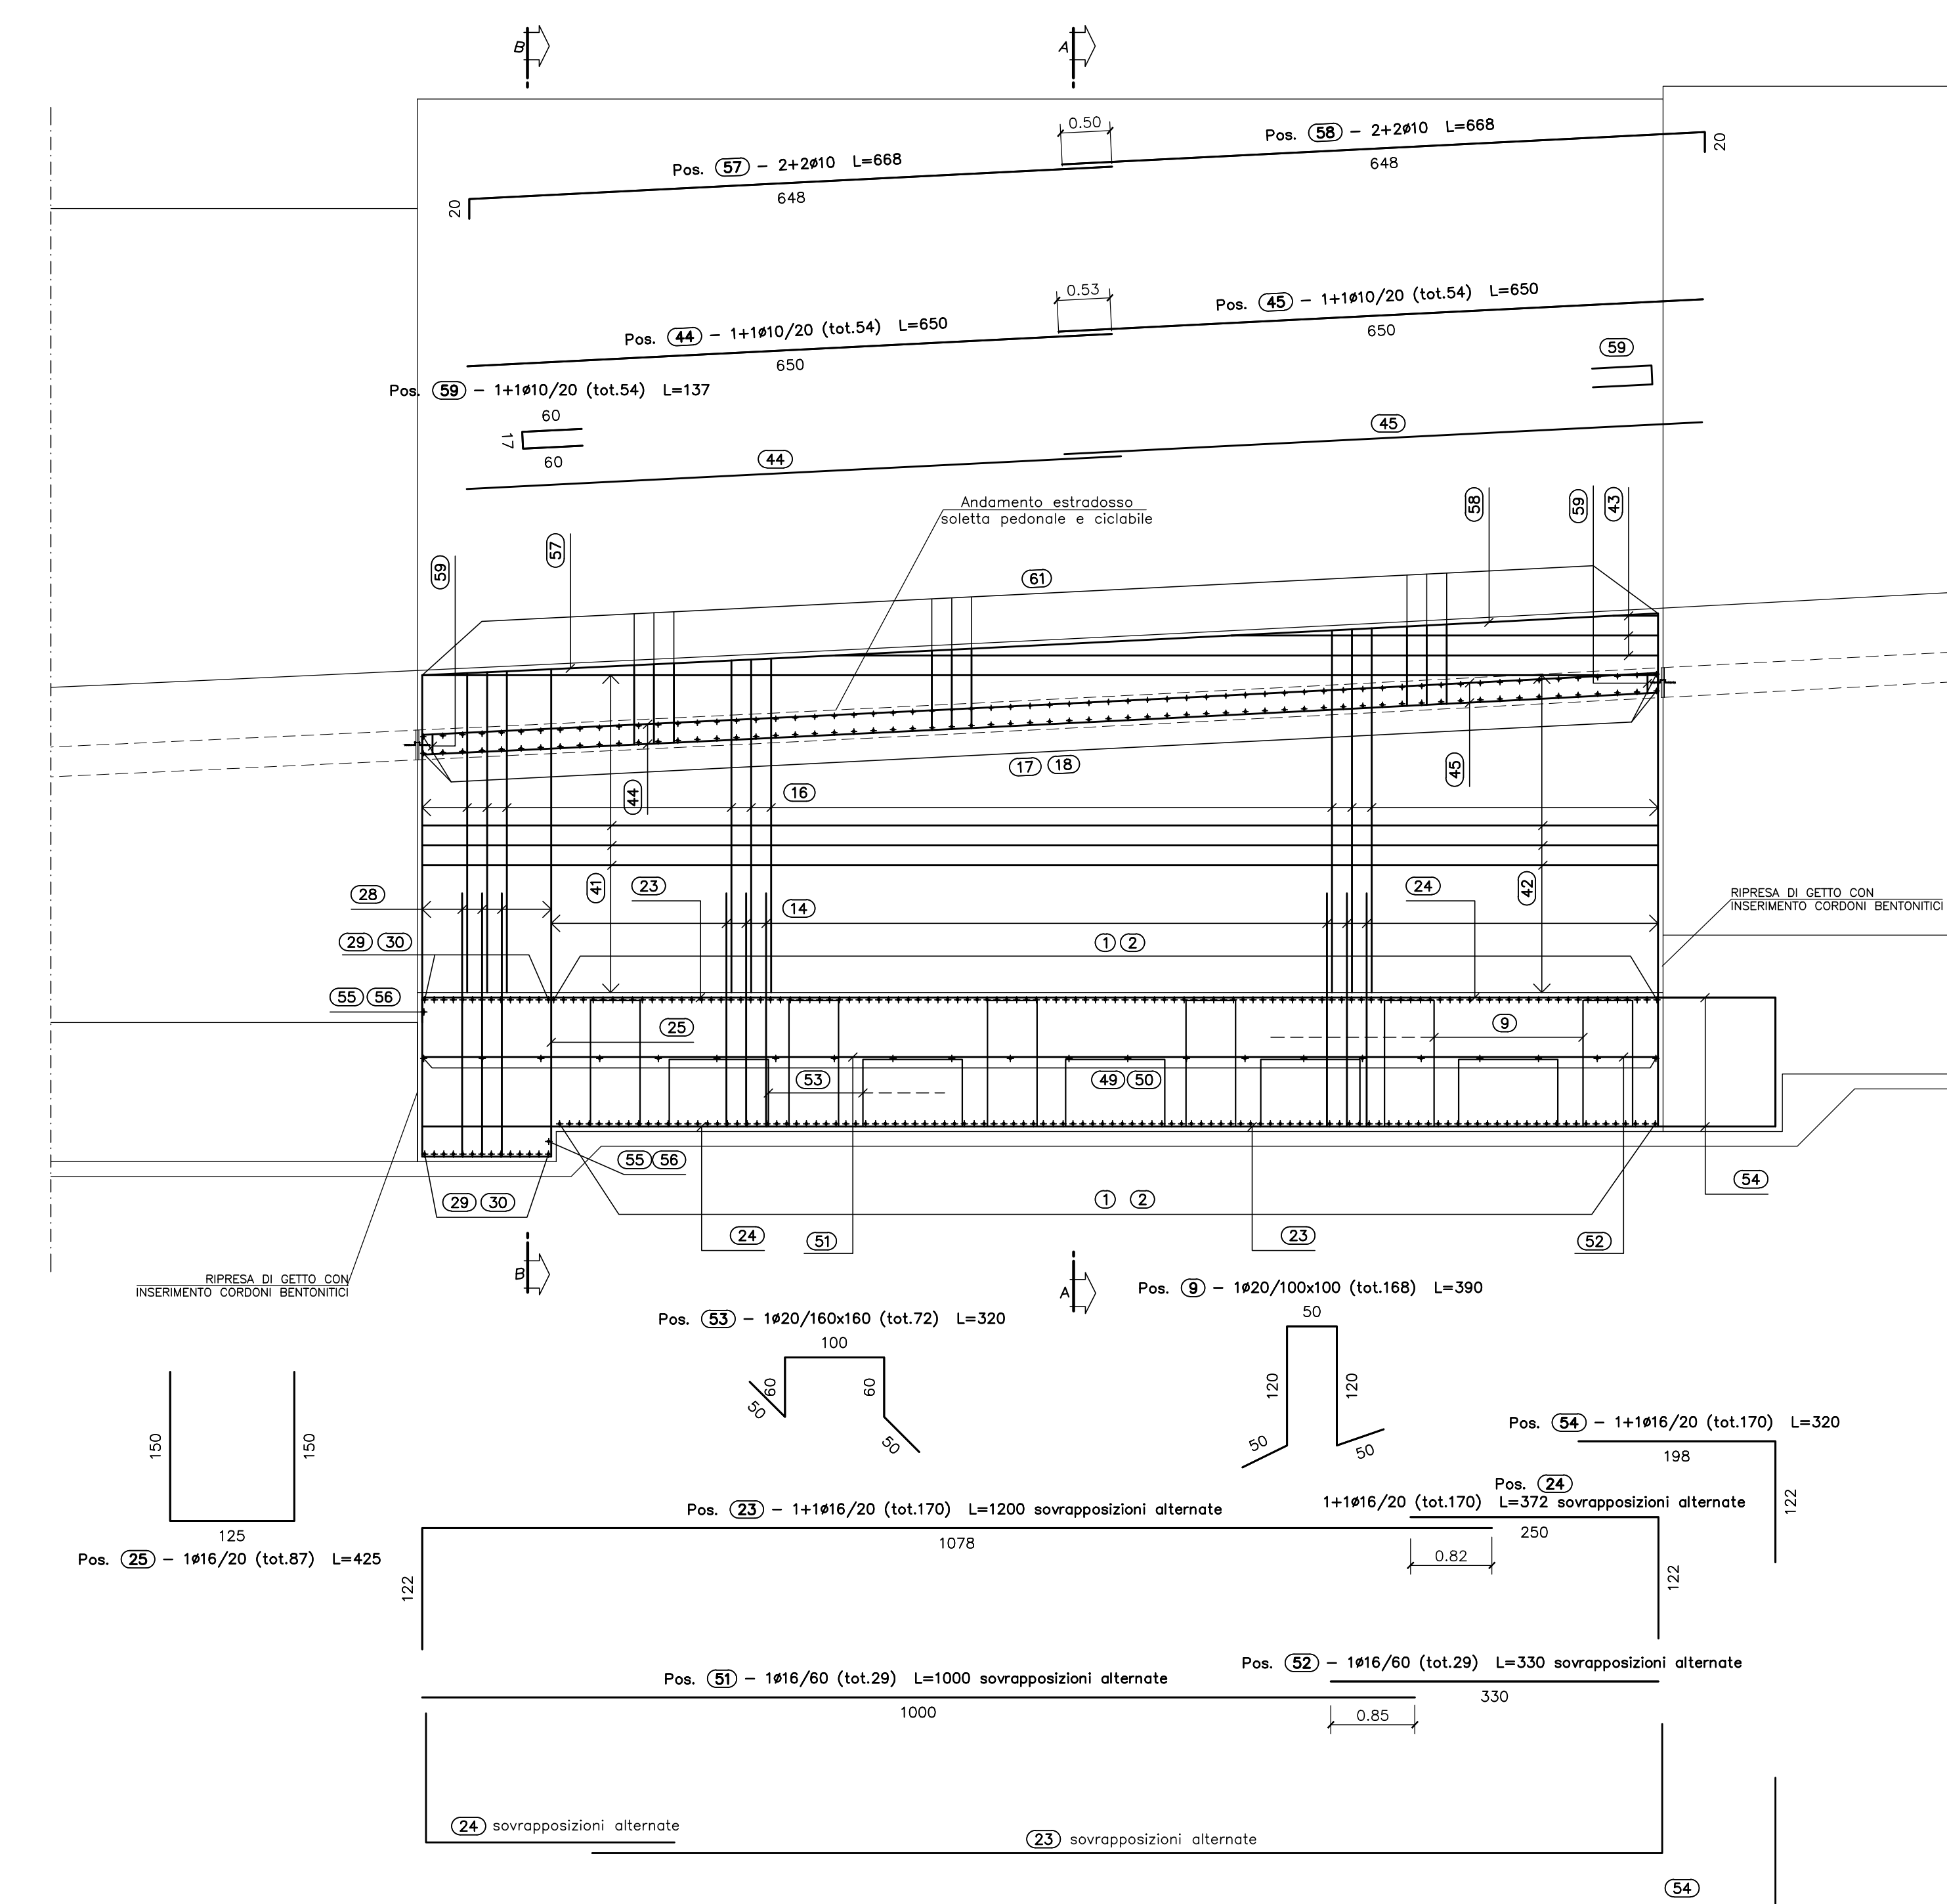 B
A
0.50
Pos. 58 – 2+2ø10 L=668
648
20
Pos. 57 – 2+2ø10 L=668
648
20
0.53
Pos. 45 – 1+1ø10/20 (tot.54) L=650
650
Pos. 44 – 1+1ø10/20 (tot.54) L=650
650
59
Pos. 59 – 1+1ø10/20 (tot.54) L=137
60
17
60
45
44
Andamento estradosso
soletta pedonale e ciclabile
58
59
43
57
59
61
17 18
44
16
45
41
23
28
14
24
42
RIPRESA DI GETTO CON
INSERIMENTO CORDONI BENTONITICI
29 30
1 2
55 56
25
9
53
49 50
55 56
54
29 30
1 2
24
51
23
52
B
A
RIPRESA DI GETTO CON
INSERIMENTO CORDONI BENTONITICI
Pos. 9 – 1ø20/100x100 (tot.168) L=390
50
120
120
50
50
Pos. 53 – 1ø20/160x160 (tot.72) L=320
100
60
60
50
50
150
150
125
Pos. 25 – 1ø16/20 (tot.87) L=425
Pos. 54 – 1+1ø16/20 (tot.170) L=320
198
122
Pos. 24
1+1ø16/20 (tot.170) L=372 sovrapposizioni alternate
250
0.82
122
Pos. 23 – 1+1ø16/20 (tot.170) L=1200 sovrapposizioni alternate
1078
122
Pos. 52 – 1ø16/60 (tot.29) L=330 sovrapposizioni alternate
330
0.85
Pos. 51 – 1ø16/60 (tot.29) L=1000 sovrapposizioni alternate
1000
24 sovrapposizioni alternate
23 sovrapposizioni alternate
54